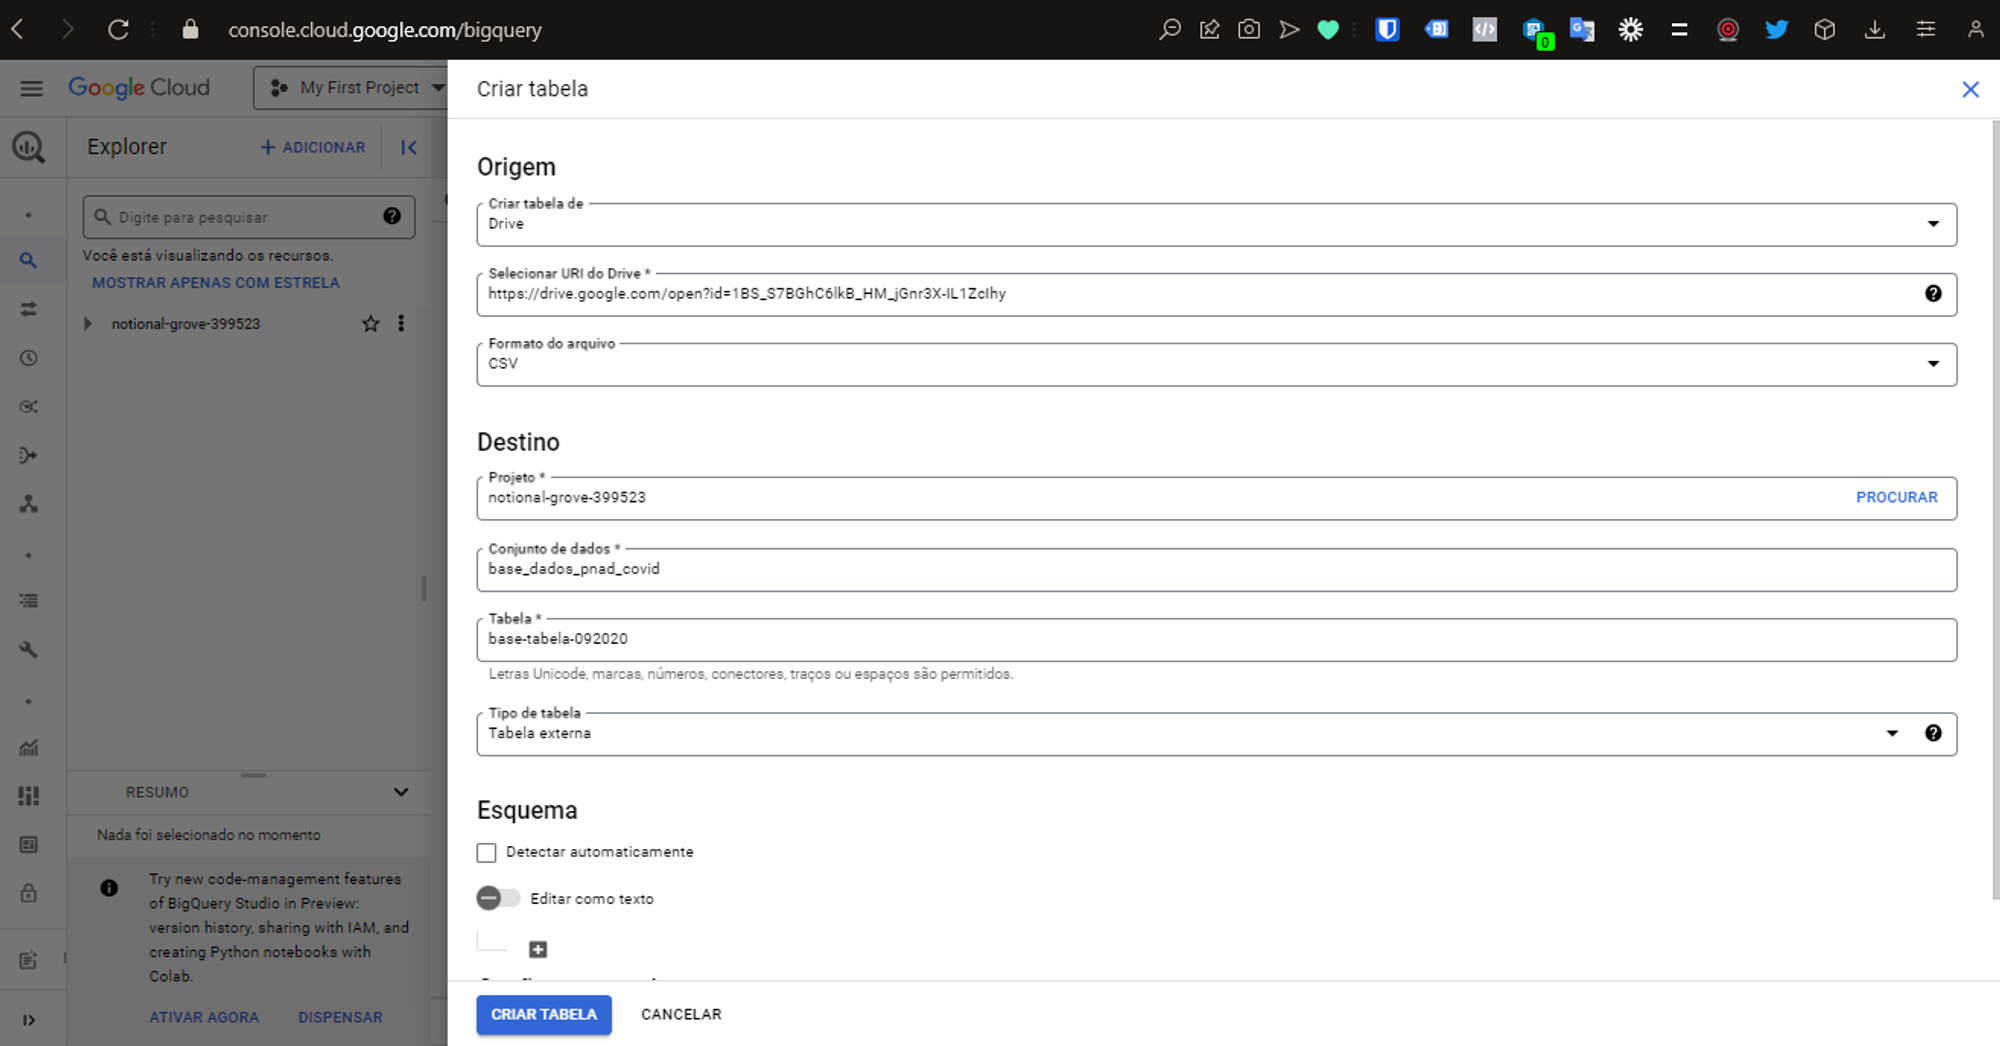 console.cloud.google.com/bigquery
0
Google Cloud
My First Project
Explorer
ADICIONAR
Digite para pesquisar
Você está visualizando os recursos.
MOSTRAR APENAS COM ESTRELA
notional-grove-399523
RESUMO
Nada foi selecionado no momento
Try new code-management features
of BigQuery Studio in Preview:
version history, sharing with IAM, and
creating Python notebooks with
Colab.
ATIVAR AGORA DISPENSAR
Criar tabela
Origem
Criar tabela de
Drive
Selecionar URI do Drive *
https://drive.google.com/open?id=1BS_S7BGhC6lkB_HM_jGnr3X-IL1ZcIhy
Formato do arquivo
CSV
Destino
Projeto *
notional-grove-399523
PROCURAR
Conjunto de dados *
base_dados_pnad_covid
Tabela *
base-tabela-092020
Letras Unicode, marcas, números, conectores, traços ou espaços são permitidos.
Tipo de tabela
Tabela externa
Esquema
Detectar automaticamente
Editar como texto
CRIAR TABELA CANCELAR